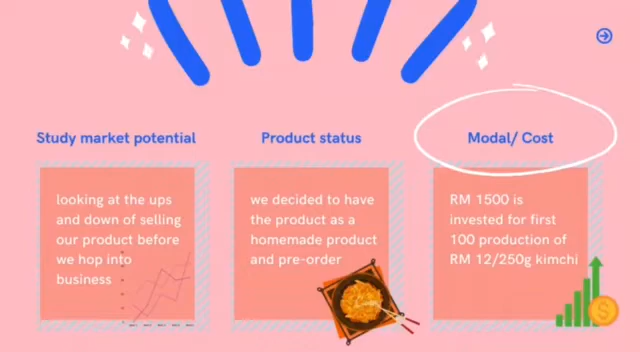 Study market potential
looking at the ups
and down of selling
our product before
we hop into
business
Product status
we decided to have
the product as a
homemade product
and pre-order
Modal/ Cost
RM 1500 is
invested for first
100 production of
RM 12/250g kimchi